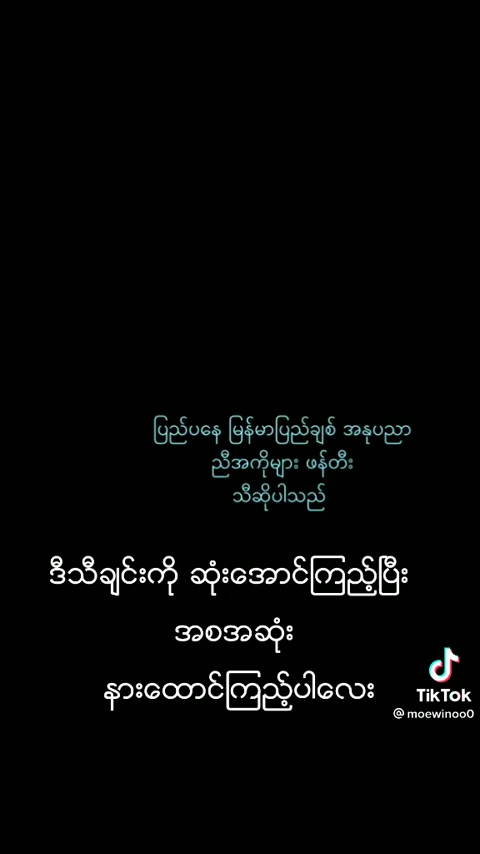 ပြည်ပနေ မြန်မာပြည်ချစ် အနုပညာ
ညီအကိုများ ဖန်တီး
သီဆိုပါသည်
ဒီသီချင်းကို ဆုံးအောင်ကြည့်ပြီး
အစအဆုံး
နားထောင်ကြည့်ပါလေး
TikTok
@moewinoo0